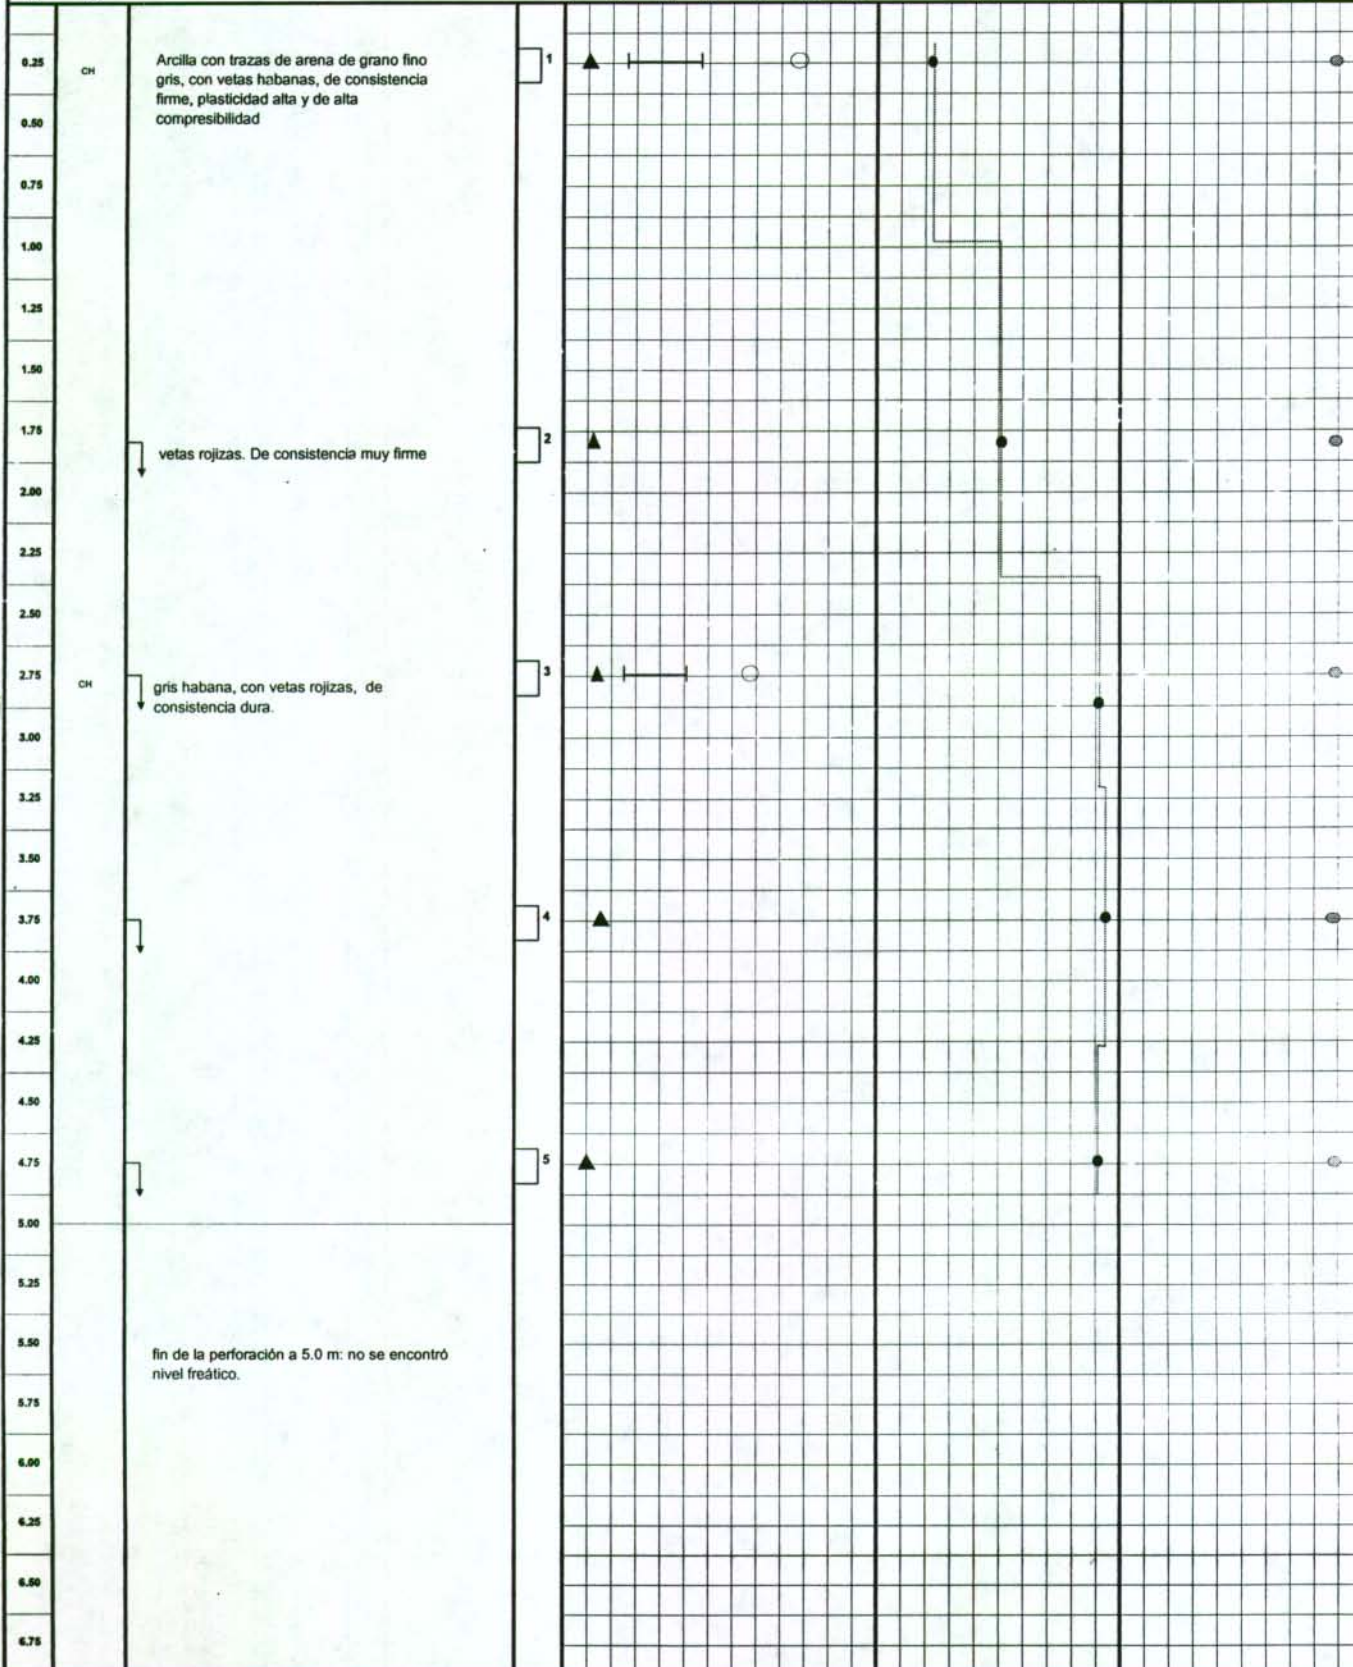 0.25
CH
Arcilla con trazas de arena de grano fino
gris, con vetas habanas, de consistencia
firme, plasticidad alta y de alta
compresibilidad
1
0.50
0.75
1.00
1.25
1.50
1.75
vetas rojizas. De consistencia muy firme
2
2.00
2.25
2.50
2.75
CH
gris habana, con vetas rojizas, de
consistencia dura.
3
3.00
3.25
3.50
3.75
4
4.00
4.25
4.50
4.75
5
5.00
5.25
5.50
fin de la perforación a 5.0 m: no se encontró
nivel freático.
5.75
6.00
6.25
6.50
6.75